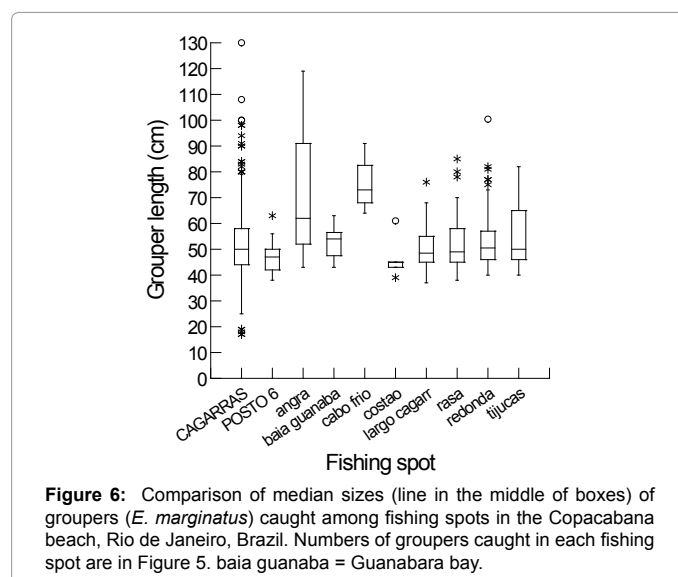 130
120
110
100
90
80
70
60
50
40
30
20
10
0
Grouper length (cm)
CAGARRAS
POSTO 6
angra
baia guanaba
cabo frio
costao
largo cagarr
rasa
redonda
tijucas
Fishing spot
Figure 6: Comparison of median sizes (line in the middle of boxes) of
groupers (E. marginatus) caught among fishing spots in the Copacabana
beach, Rio de Janeiro, Brazil. Numbers of groupers caught in each fishing
spot are in Figure 5. baia guanaba = Guanabara bay.